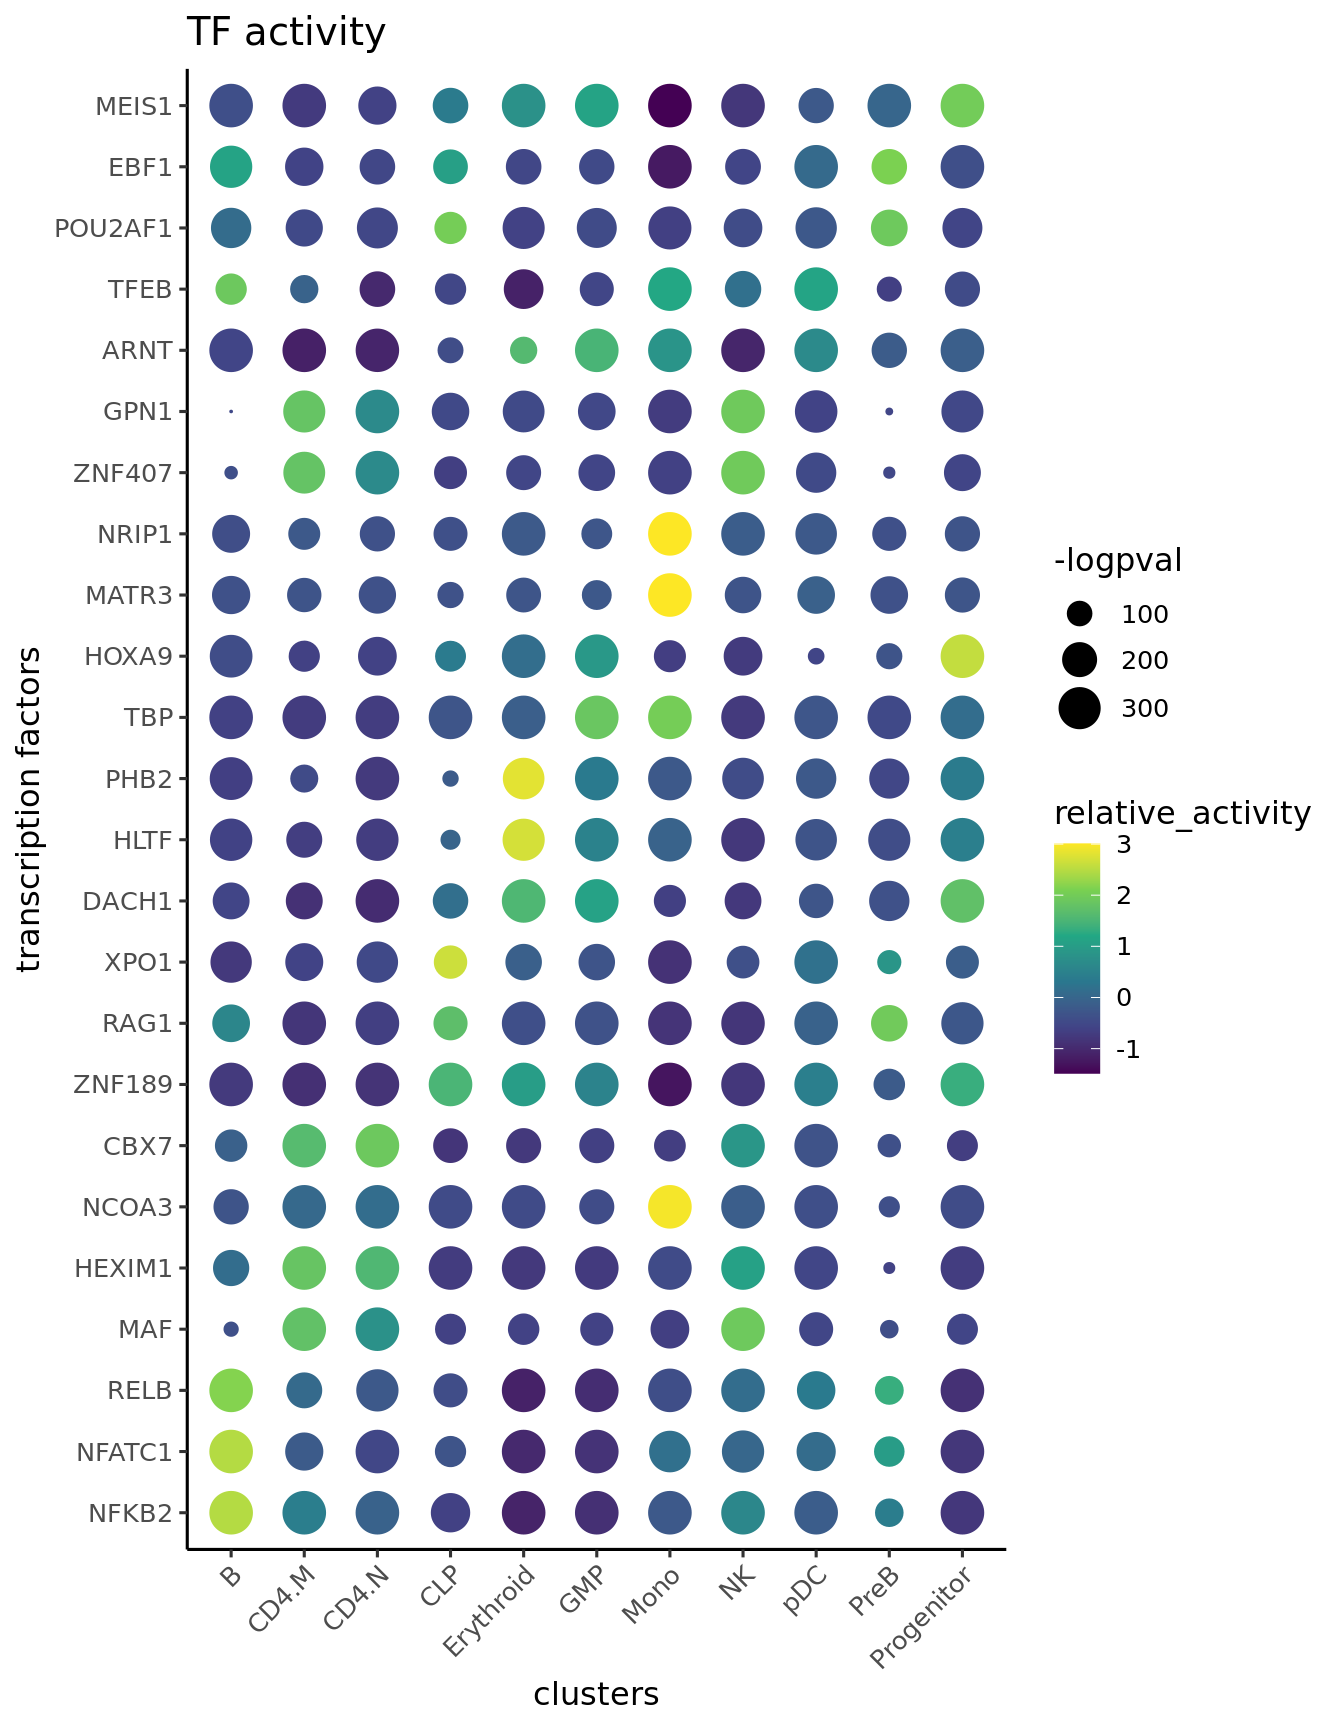 TF activity
transcription factors
MEIS1
EBF1
POU2AF1
TFEB
ARNT
GPN1
ZNF407
NRIP1
MATR3
HOXA9
TBP
PHB2
HLTF
DACH1
XPO1
RAG1
ZNF189
CBX7
NCOA3
HEXIM1
MAF
RELB
NFATC1
NFKB2
B
CD4.M
CD4.N
CLP
Erythroid
GMP
Mono
NK
pDC
PreB
Progenitor
clusters
-logpval
100
200
300
relative_activity
3
2
1
0
-1